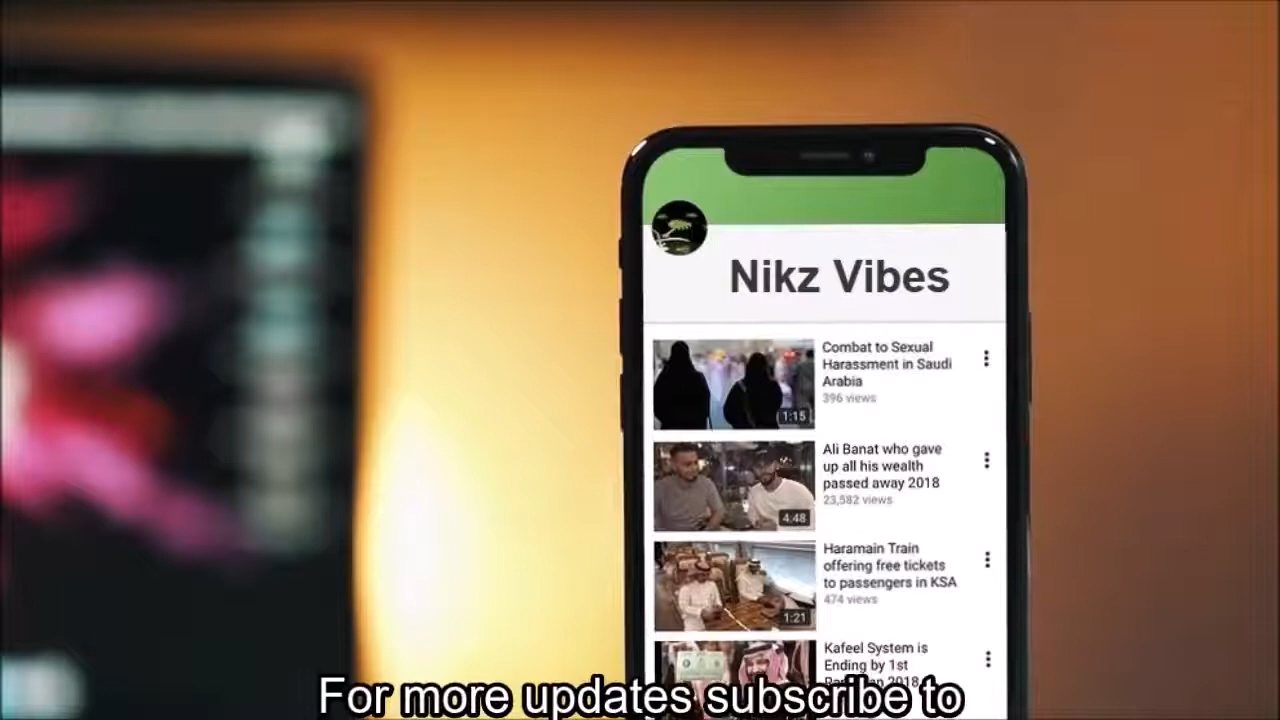 Nikz Vibes
Combat to Sexual
Harassment in Saudi
Arabia
396 views
1:15
Ali Banat who gave
up all his wealth
passed away 2018
23,582 views
4:48
Haramain Train
offering free tickets
to passengers in KSA
474 views
1:21
Kafeel System is
Ending by 1st
2018
For more updates subscribe to